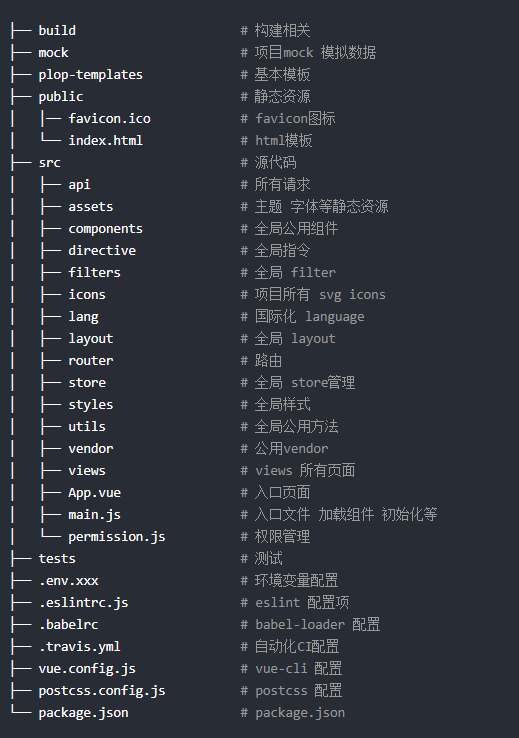 ├── build                      # 构建相关
├── mock                       # 项目mock 模拟数据
├── plop-templates             # 基本模板
├── public                     # 静态资源
│   │── favicon.ico            # favicon图标
│   └── index.html             # html模板
├── src                        # 源代码
│   ├── api                    # 所有请求
│   ├── assets                 # 主题 字体等静态资源
│   ├── components             # 全局公用组件
│   ├── directive              # 全局指令
│   ├── filters                # 全局 filter
│   ├── icons                  # 项目所有 svg icons
│   ├── lang                   # 国际化 language
│   ├── layout                 # 全局 layout
│   ├── router                 # 路由
│   ├── store                  # 全局 store管理
│   ├── styles                 # 全局样式
│   ├── utils                  # 全局公用方法
│   ├── vendor                 # 公用vendor
│   ├── views                  # views 所有页面
│   ├── App.vue                # 入口页面
│   ├── main.js                # 入口文件 加载组件 初始化等
│   └── permission.js          # 权限管理
├── tests                      # 测试
├── .env.xxx                   # 环境变量配置
├── .eslintrc.js               # eslint 配置项
├── .babelrc                   # babel-loader 配置
├── .travis.yml                # 自动化CI配置
├── vue.config.js              # vue-cli 配置
├── postcss.config.js          # postcss 配置
└── package.json               # package.json